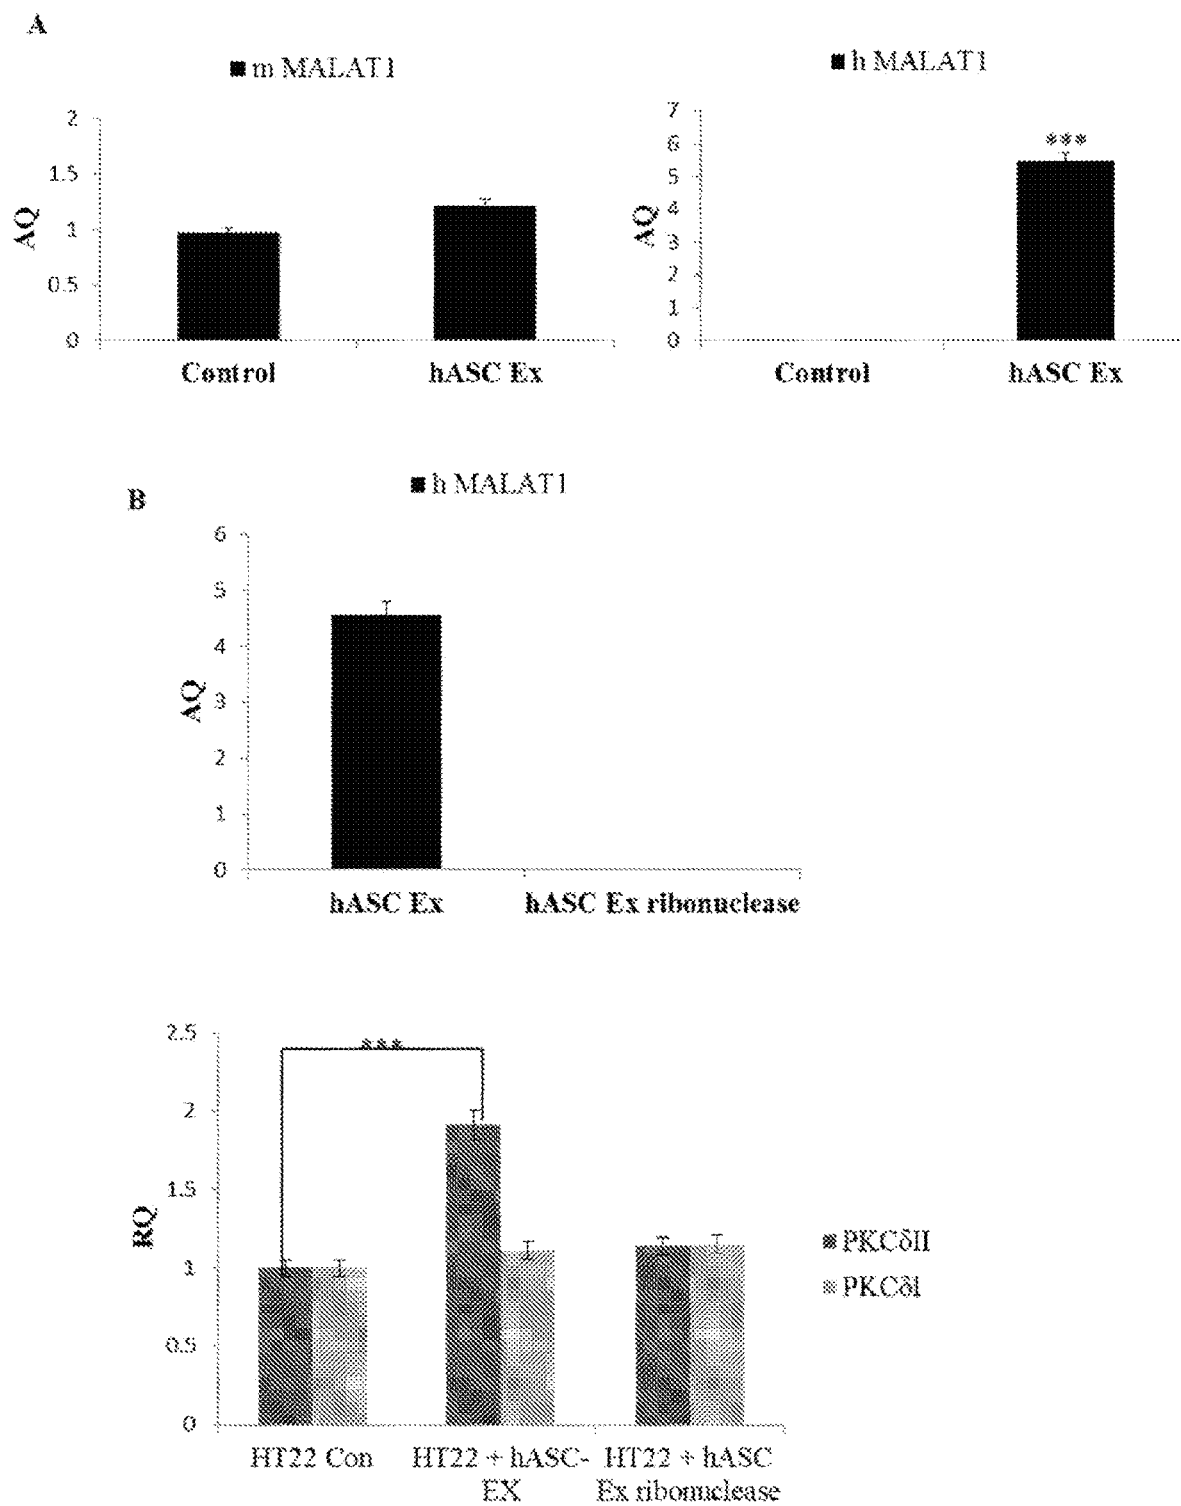 A
m MALAT1
2
1.5
1
0.5
0
AQ
Control
hASC Ex
h MALAT1
7
6
5
4
3
2
1
0
AQ
***
Control
hASC Ex
B
h MALAT1
6
5
4
3
2
1
0
AQ
hASC Ex
hASC Ex ribonuclease
2.5
2
1.5
1
0.5
0
RQ
***
PKCδII
PKCδI
HT22 Con
HT22 + hASC-
EX
HT22 + hASC
Ex ribonuclease